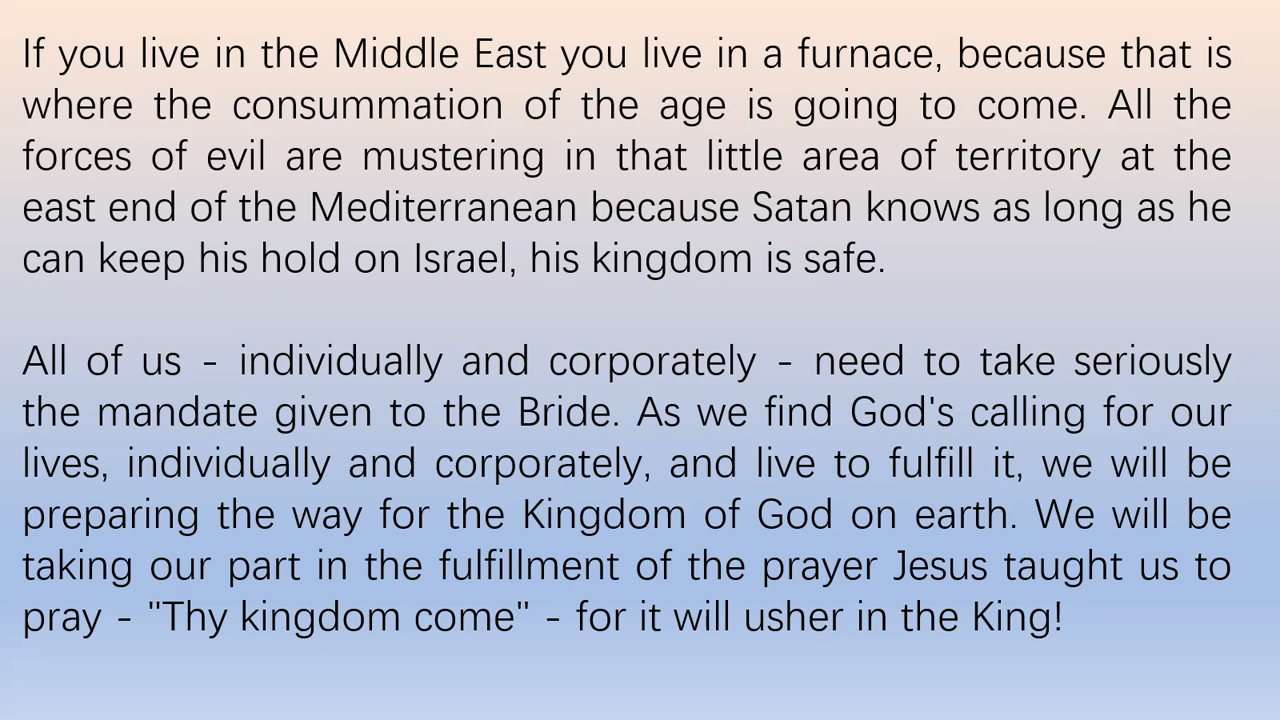 If you live in the Middle East you live in a furnace, because that is
where the consummation of the age is going to come. All the
forces of evil are mustering in that little area of territory at the
east end of the Mediterranean because Satan knows as long as he
can keep his hold on Israel, his kingdom is safe.
All of us - individually and corporately - need to take seriously
the mandate given to the Bride. As we find God's calling for our
lives, individually and corporately, and live to fulfill it, we will be
preparing the way for the Kingdom of God on earth. We will be
taking our part in the fulfillment of the prayer Jesus taught us to
pray - "Thy kingdom come" - for it will usher in the King!